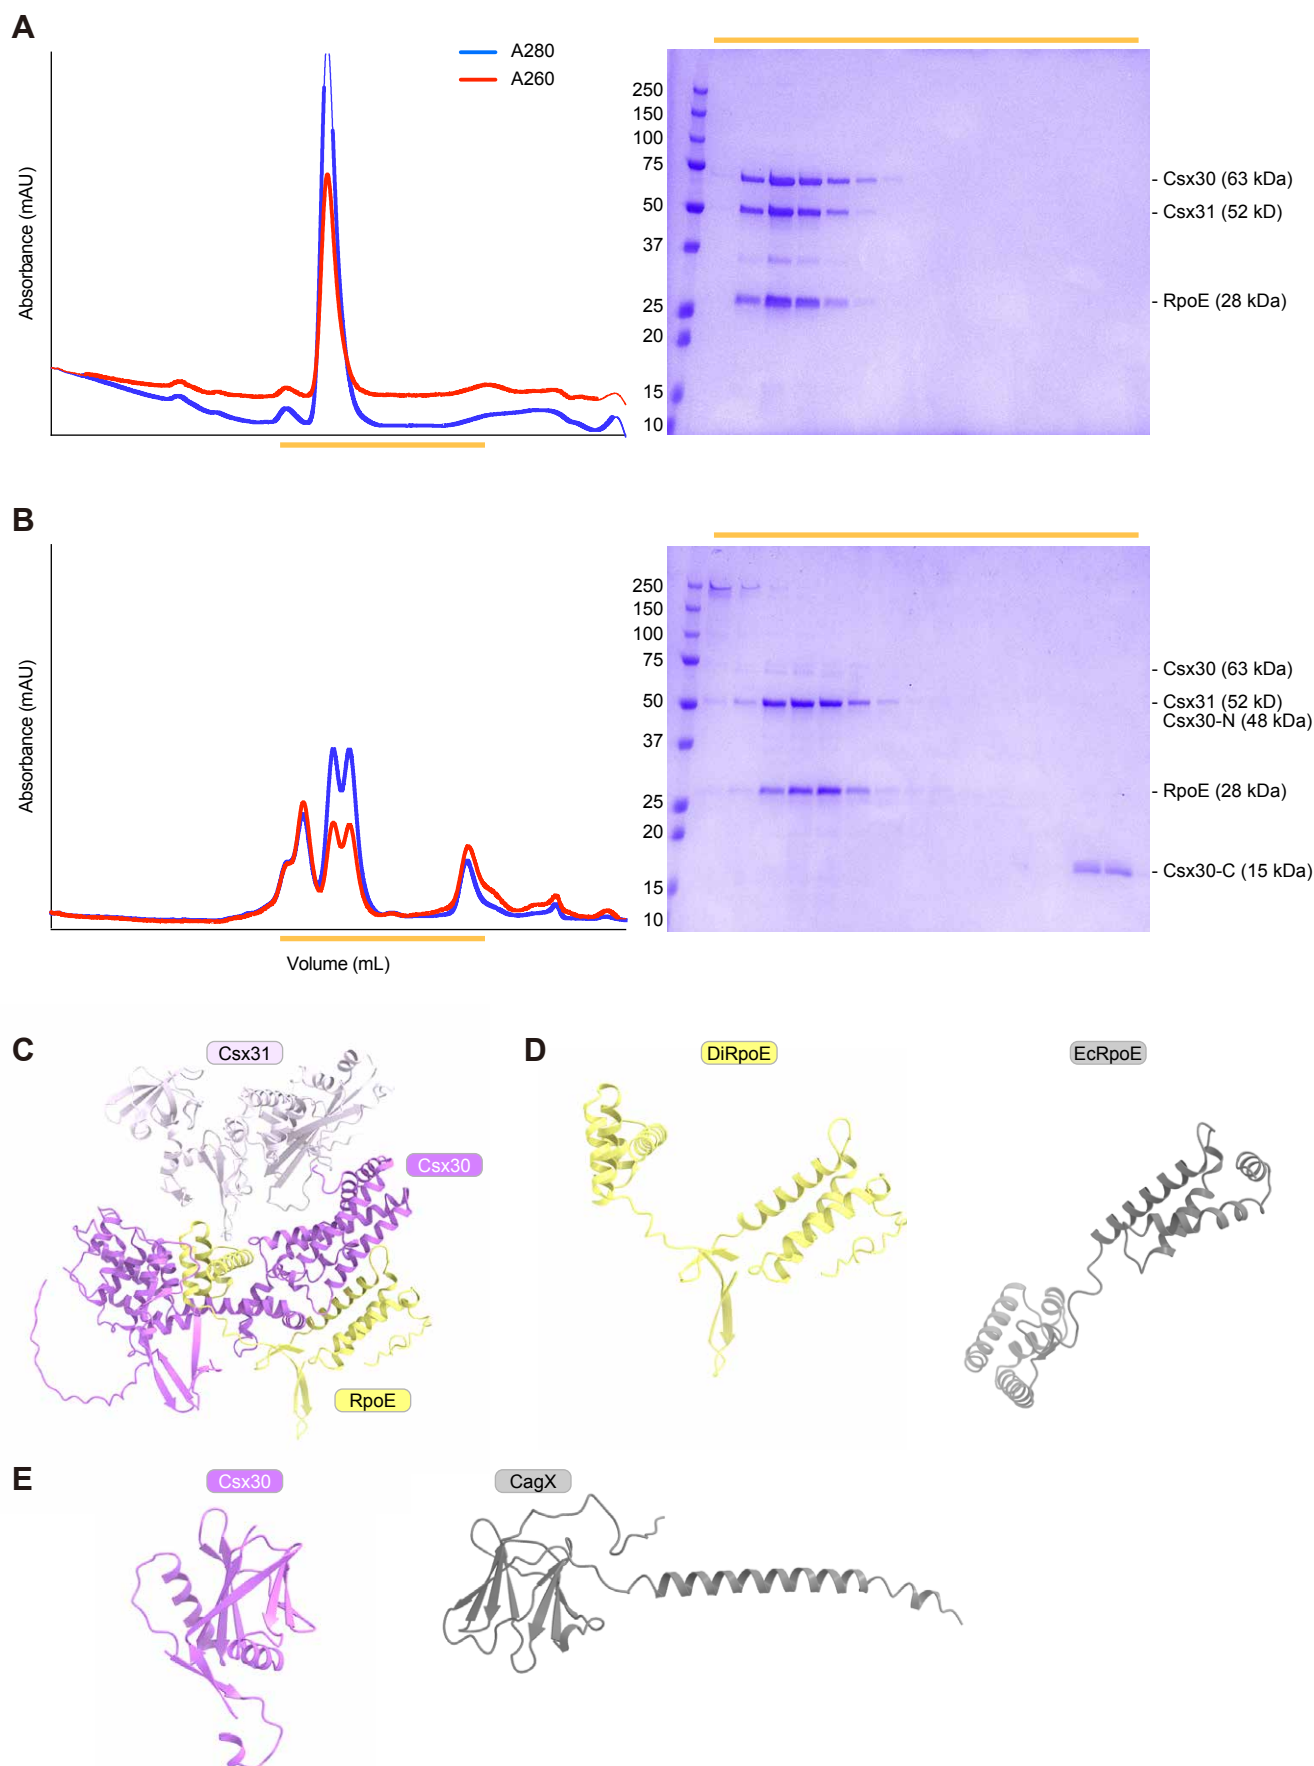 A
A280
A260
Absorbance (mAU)
250
150
100
75
50
37
25
20
15
10
- Csx30 (63 kDa)
- Csx31 (52 kD)
- RpoE (28 kDa)
B
Absorbance (mAU)
Volume (mL)
250
150
100
75
50
37
25
20
15
10
- Csx30 (63 kDa)
- Csx31 (52 kD)
Csx30-N (48 kDa)
- RpoE (28 kDa)
- Csx30-C (15 kDa)
C
Csx31
Csx30
RpoE
D
DiRpoE
EcRpoE
E
Csx30
CagX